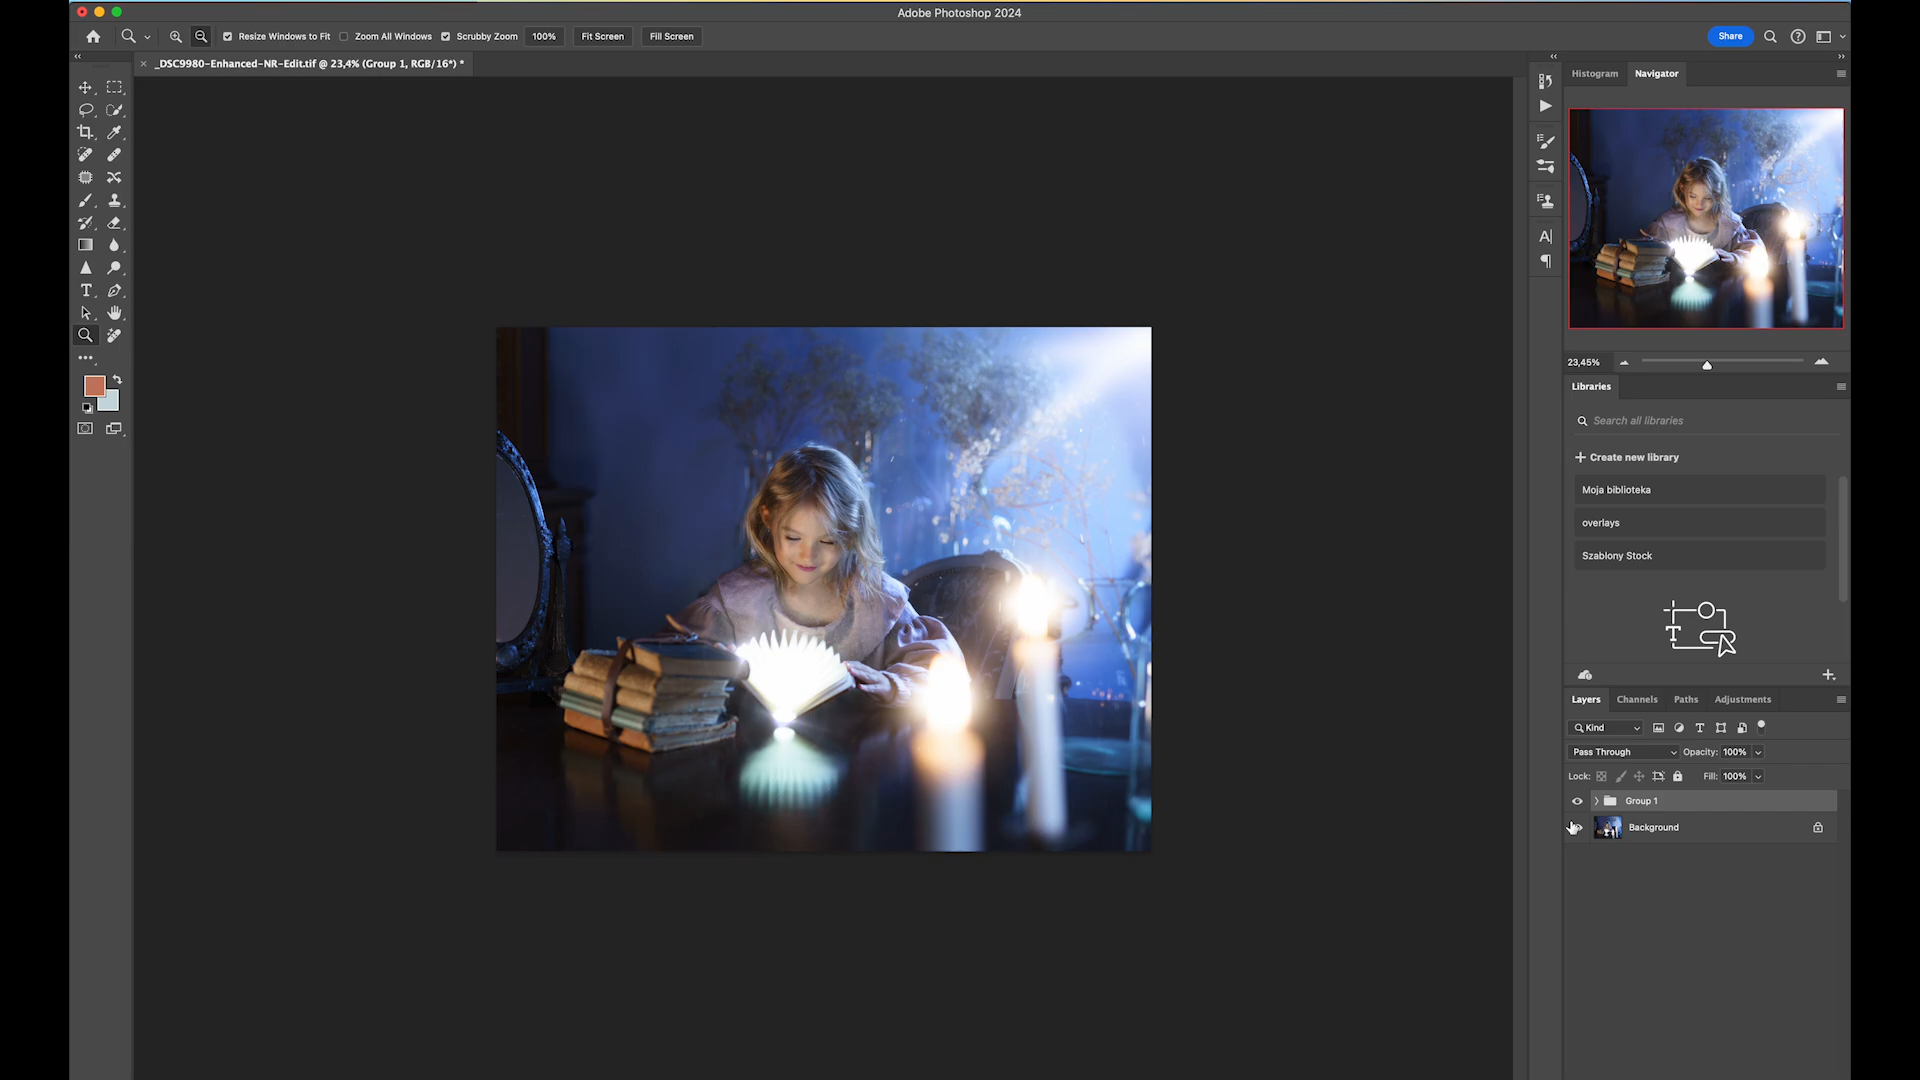 Adobe Photoshop 2024
Resize Windows to Fit Zoom All Windows Scrubby Zoom 100% Fit Screen Fill Screen Share
_DSC9980-Enhanced-NR-Edit.tif @ 23,4% (Group 1, RGB/16*) *
Histogram Navigator
23,45%
Libraries
Search all libraries
Create new library
Moja biblioteka
overlays
Szablony Stock
Layers Channels Paths Adjustments
Kind
Pass Through Opacity: 100%
Lock: Fill: 100%
Group 1
Background